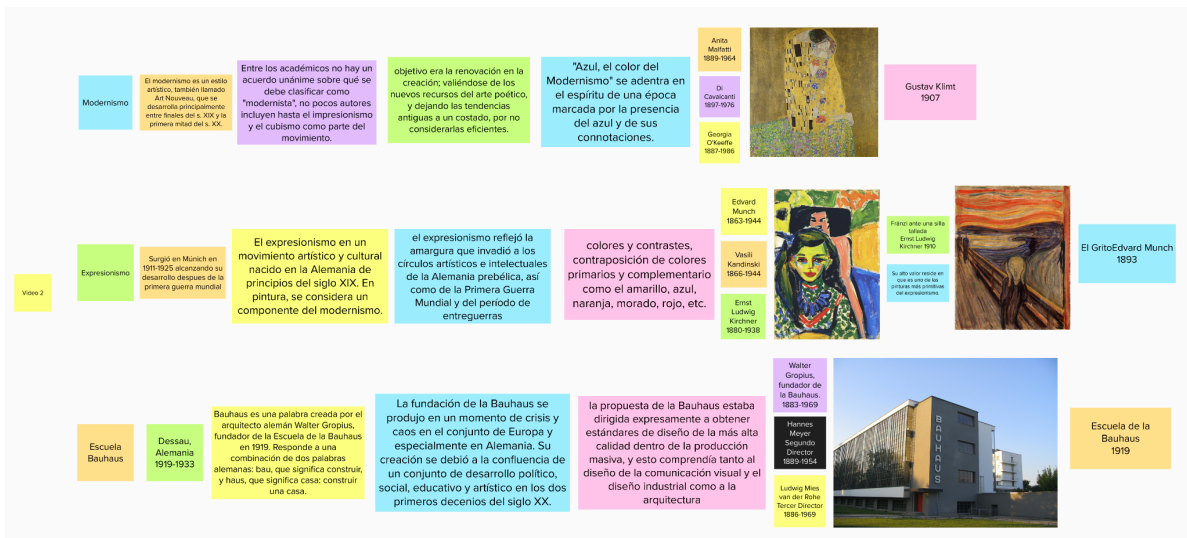 Modernismo
El modernismo es un estilo
artístico, también llamado
Art Nouveau, que se
desarrolla principalmente
entre finales del s. XIX y la
primera mitad del s. XX.
Entre los académicos no hay un
acuerdo unánime sobre qué se
debe clasificar como
"modernista", no pocos autores
incluyen hasta el impresionismo
y el cubismo como parte del
movimiento.
objetivo era la renovación en la
creación; valiéndose de los
nuevos recursos del arte poético,
y dejando las tendencias
antiguas a un costado, por no
considerarlas eficientes.
"Azul, el color del
Modernismo" se adentra en
el espíritu de una época
marcada por la presencia
del azul y de sus
connotaciones.
Anita
Malfatti
1889-1964
Di
Cavalcanti
1897-1976
Georgia
O'Keeffe
1887-1986
Gustav Klimt
1907
Video 2
Expresionismo
Surgió en Múnich en
1911-1925 alcanzando su
desarrollo despues de la
primera guerra mundial
El expresionismo en un
movimiento artístico y cultural
nacido en la Alemania de
principios del siglo XIX. En
pintura, se considera un
componente del modernismo.
el expresionismo reflejó la
amargura que invadió a los
círculos artísticos e intelectuales
de la Alemania prebélica, así
como de la Primera Guerra
Mundial y del período de
entreguerras
colores y contrastes,
contraposición de colores
primarios y complementario
como el amarillo, azul,
naranja, morado, rojo, etc.
Edvard
Munch
1863-1944
Vasili
Kandinski
1866-1944
Ernst
Ludwig
Kirchner
1880-1938
Fränzi ante una silla
tallada
Ernst Ludwig
Kirchner 1910
Su alto valor reside en
que es uno de las
pinturas más primitivas
del expresionismo.
El GritoEdvard Munch
1893
Escuela
Bauhaus
Dessau,
Alemania
1919-1933
Bauhaus es una palabra creada por el
arquitecto alemán Walter Gropius,
fundador de la Escuela de la Bauhaus
en 1919. Responde a una
combinación de dos palabras
alemanas: bau, que significa construir,
y haus, que significa casa: construir
una casa.
La fundación de la Bauhaus se
produjo en un momento de crisis y
caos en el conjunto de Europa y
especialmente en Alemania. Su
creación se debió a la confluencia de
un conjunto de desarrollo político,
social, educativo y artístico en los dos
primeros decenios del siglo XX.
la propuesta de la Bauhaus estaba
dirigida expresamente a obtener
estándares de diseño de la más alta
calidad dentro de la producción
masiva, y esto comprendía tanto al
diseño de la comunicación visual y el
diseño industrial como a la
arquitectura
Walter
Gropius,
fundador de
la Bauhaus.
1883-1969
Hannes
Meyer
Segundo
Director
1889-1954
Ludwig Mies
van der Rohe
Tercer Director
1886-1969
BAUHAUS
Escuela de la
Bauhaus
1919